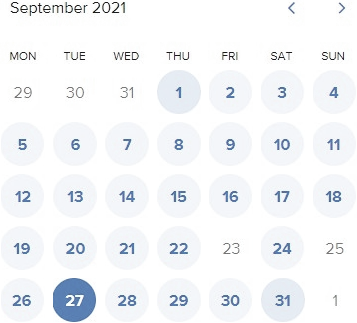 September 2021
MON TUE WED THU FRI SAT SUN
29 30 31 1 2 3 4
5 6 7 8 9 10 11
12 13 14 15 16 17 18
19 20 21 22 23 24 25
26 27 28 29 30 31 1